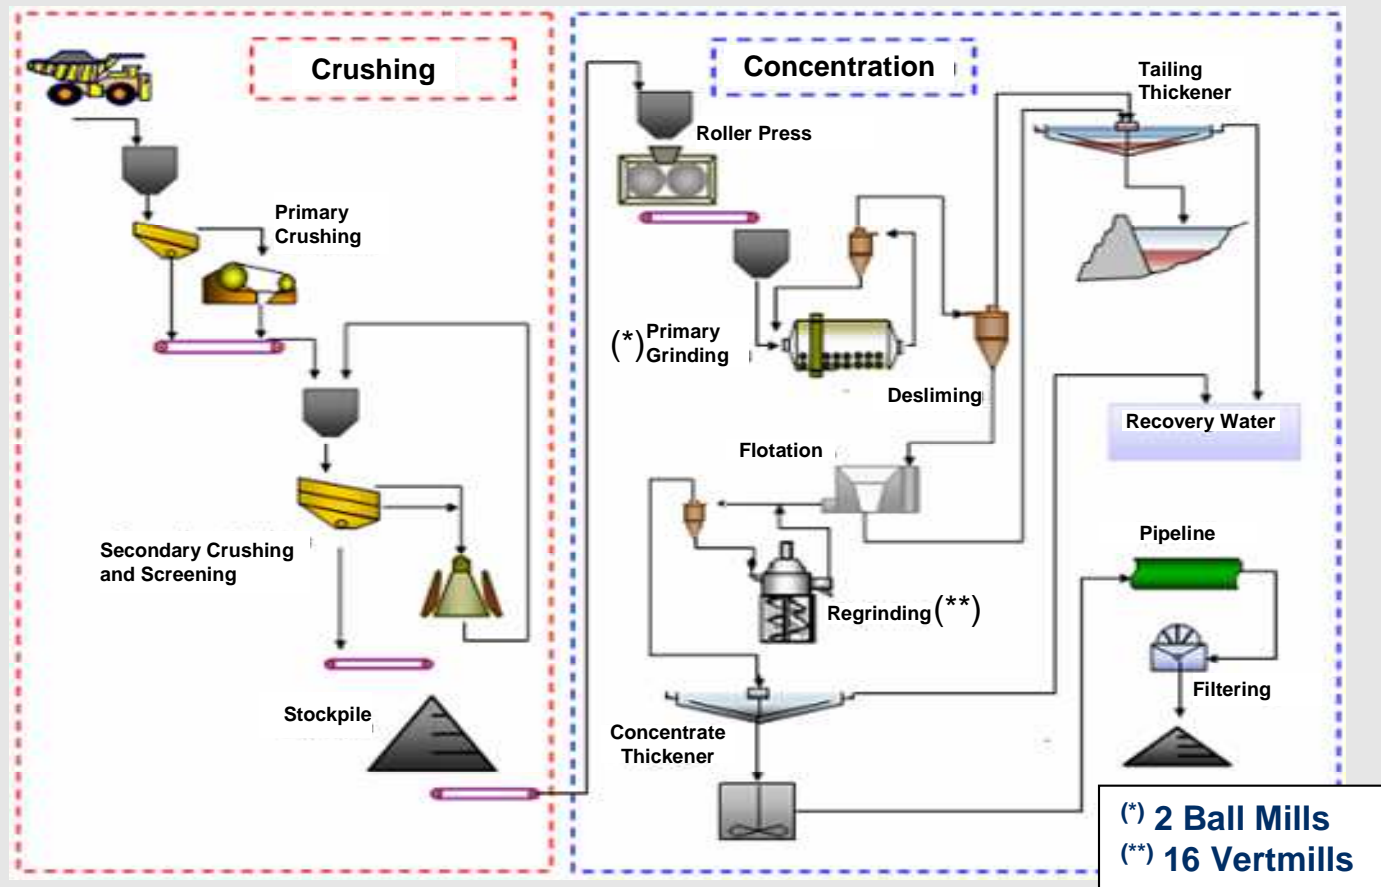 Crushing
Primary
Crushing
Secondary Crushing
and Screening
Stockpile
Concentration
Roller Press
(*) Primary
Grinding
Desliming
Flotation
Regrinding (**)
Concentrate
Thickener
Tailing
Thickener
Recovery Water
Pipeline
Filtering
(*) 2 Ball Mills
(**) 16 Vertmills